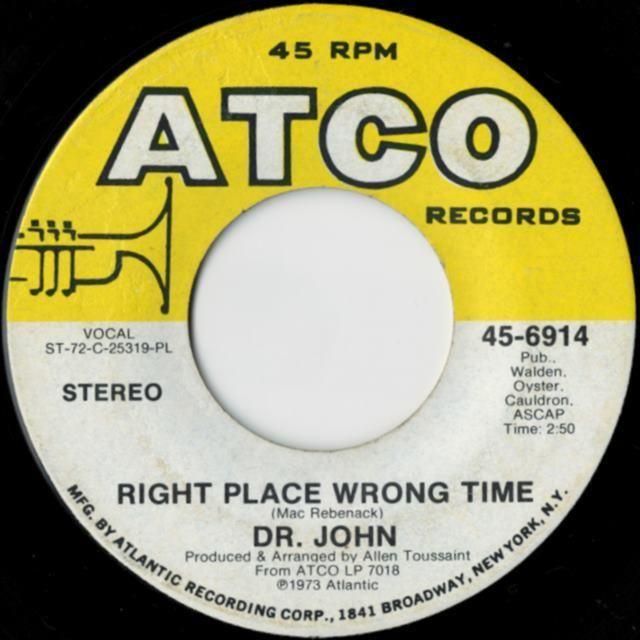 45 RPM
ATCO
RECORDS
VOCAL
ST-72-C-25319-PL
STEREO
45-6914
Pub.,
Walden.
Oyster.
Cauldron.
ASCAP
Time: 2:50
RIGHT PLACE WRONG TIME
(Mac Rebenack)
DR. JOHN
Produced & Arranged by Allen Toussaint
From ATCO LP 7018
℗1973 Atlantic
MFG. BY ATLANTIC RECORDING CORP., 1841 BROADWAY, NEW YORK, N.Y.